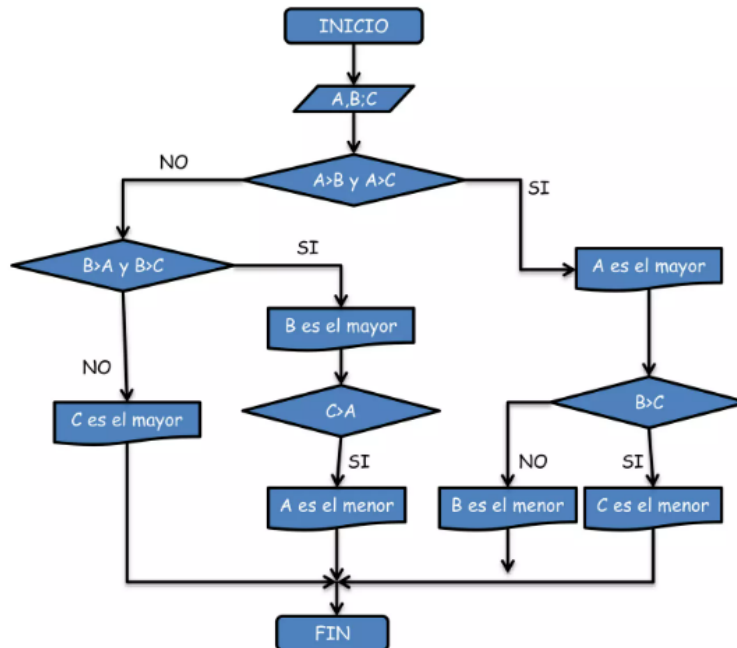 INICIO
A,B;C
NO
A>B y A>C
SI
B>A y B>C
SI
A es el mayor
B es el mayor
NO
C es el mayor
C>A
B>C
SI
NO
SI
A es el menor
B es el menor
C es el menor
FIN